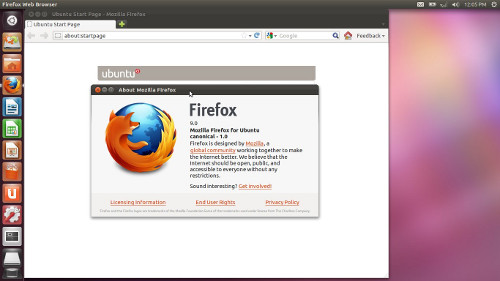 Firefox Web Browser
12:05 PM
Ubuntu Start Page - Mozilla Firefox
Ubuntu Start Page
about:startpage
Google
Feedback
ubuntu
About Mozilla Firefox
Firefox
9.0
Mozilla Firefox for Ubuntu
canonical - 1.0
Firefox is designed by Mozilla, a
global community working together to make
the Internet better. We believe that the
Internet should be open, public, and
accessible to everyone without any
restrictions.
Sound interesting? Get involved!
Licensing Information
End User Rights
Privacy Policy